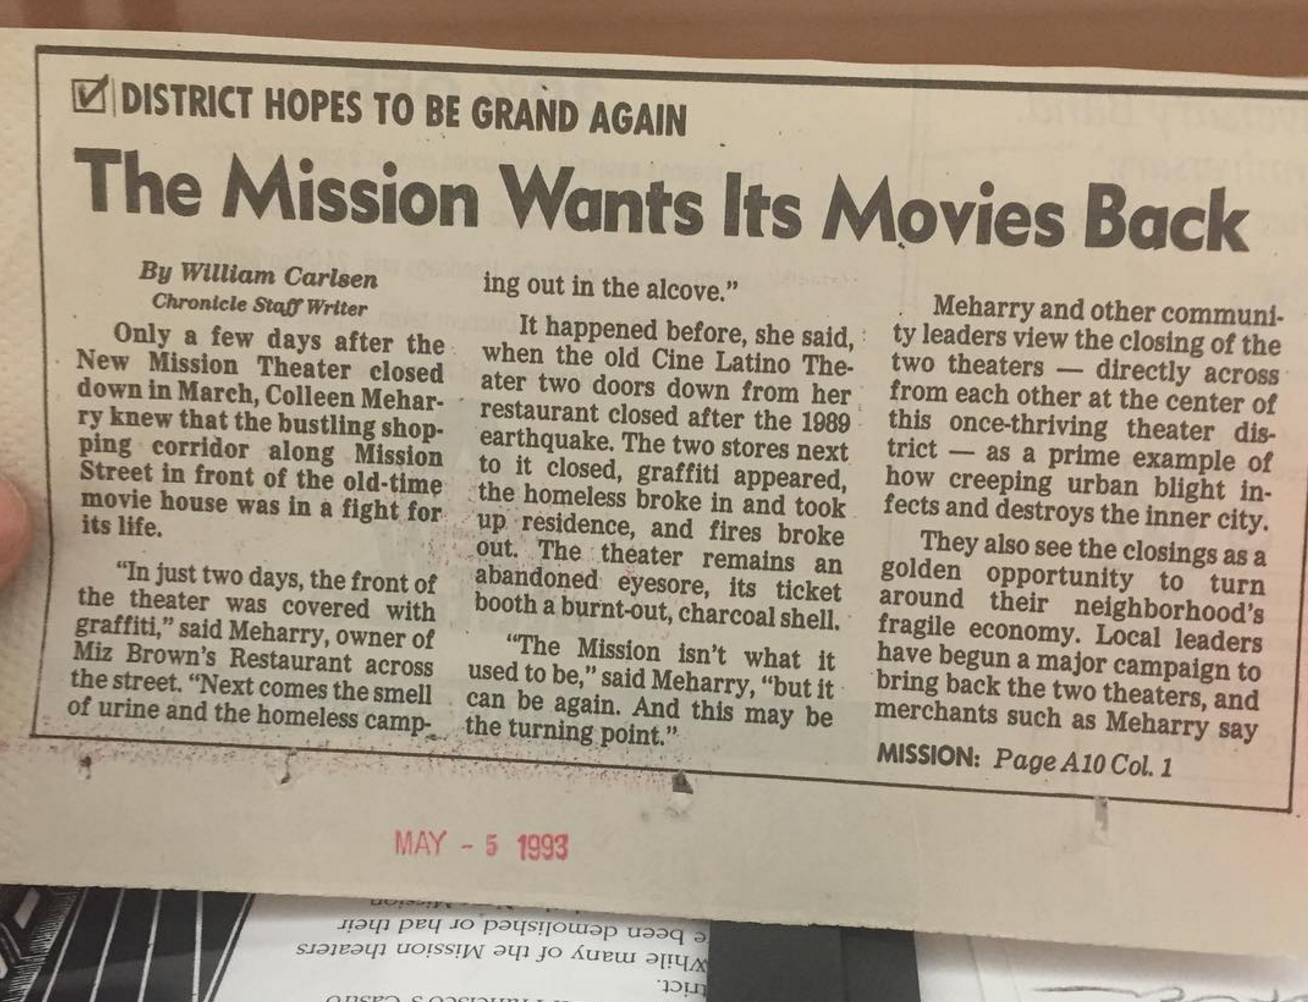 DISTRICT HOPES TO BE GRAND AGAIN
The Mission Wants Its Movies Back
By William Carlsen
Chronicle Staff Writer
Only a few days after the
New Mission Theater closed
down in March, Colleen Mehar-
ry knew that the bustling shop-
ping corridor along Mission
Street in front of the old-time
movie house was in a fight for
its life.
“In just two days, the front of
the theater was covered with
graffiti,” said Meharry, owner of
Miz Brown’s Restaurant across
the street. “Next comes the smell
of urine and the homeless camp-
ing out in the alcove.”
It happened before, she said,
when the old Cine Latino The-
ater two doors down from her
restaurant closed after the 1989
earthquake. The two stores next
to it closed, graffiti appeared,
the homeless broke in and took
up residence, and fires broke
out. The theater remains an
abandoned eyesore, its ticket
booth a burnt-out, charcoal shell.
“The Mission isn’t what it
used to be,” said Meharry, “but it
can be again. And this may be
the turning point.”
Meharry and other communi-
ty leaders view the closing of the
two theaters — directly across
from each other at the center of
this once-thriving theater dis-
trict — as a prime example of
how creeping urban blight in-
fects and destroys the inner city.
They also see the closings as a
golden opportunity to turn
around their neighborhood’s
fragile economy. Local leaders
have begun a major campaign to
bring back the two theaters, and
merchants such as Meharry say
MISSION: Page A10 Col. 1
MAY - 5 1993
trict.
While many of the Mission theaters
been demolished or had their